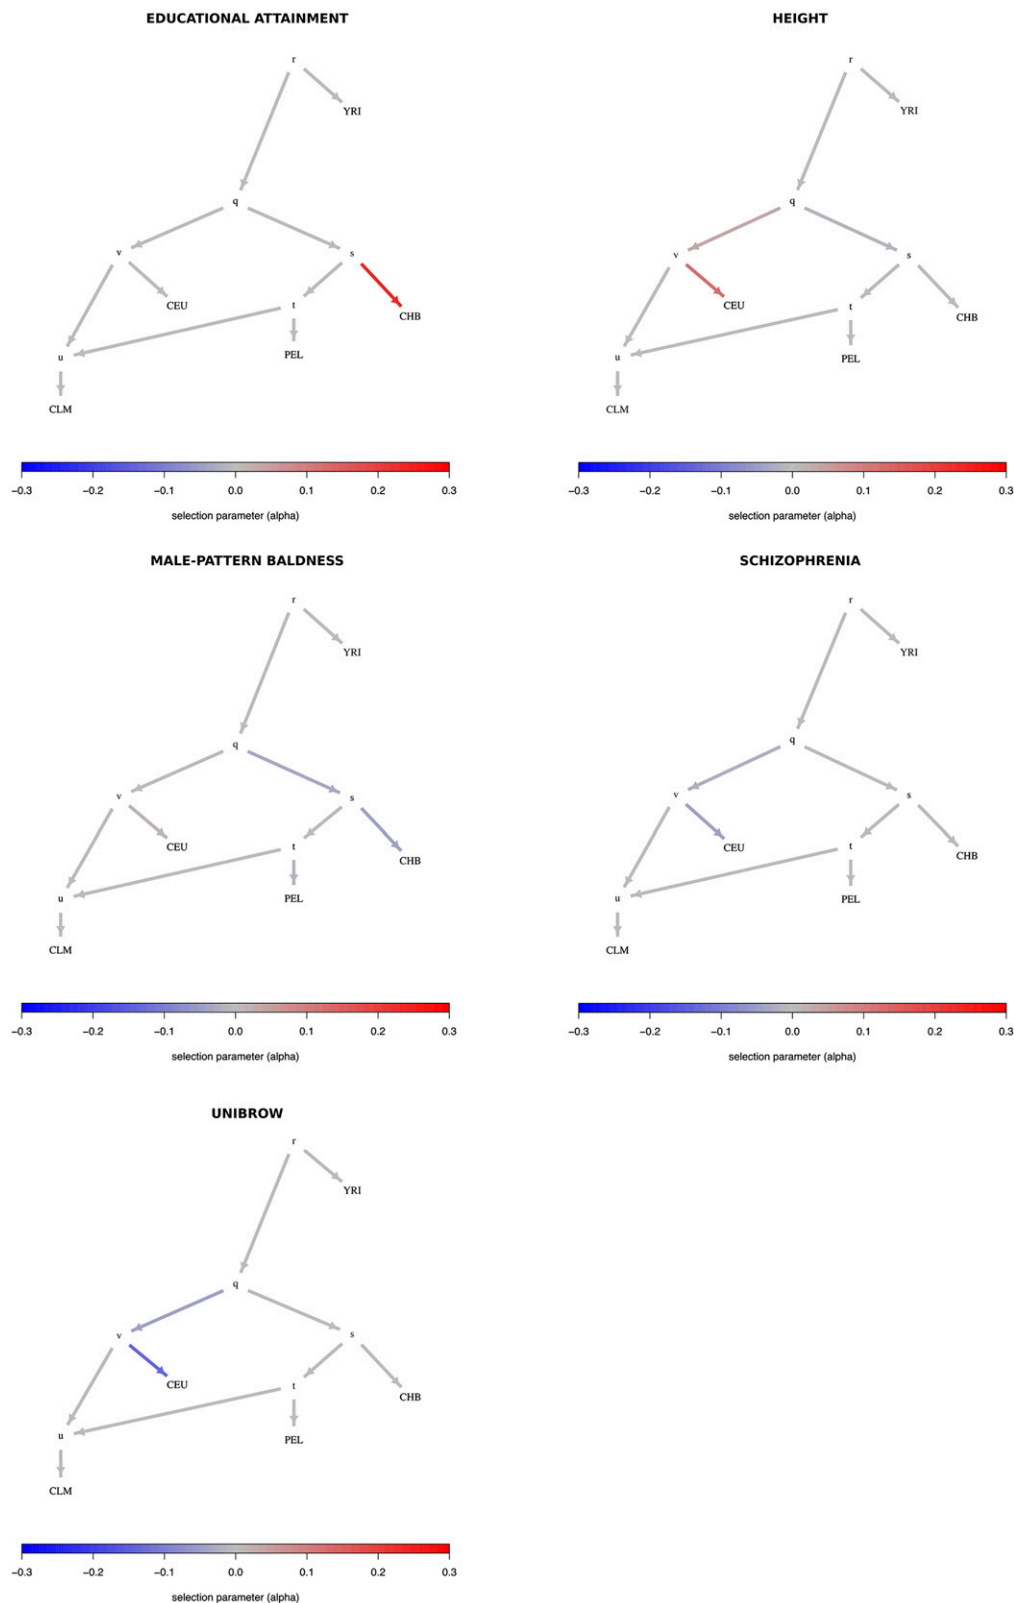 EDUCATIONAL ATTAINMENT
r
YRI
q
v
s
CEU
t
CHB
u
PEL
CLM
−0.3 −0.2 −0.1 0.0 0.1 0.2 0.3
selection parameter (alpha)
HEIGHT
r
YRI
q
v
s
CEU
t
CHB
u
PEL
CLM
−0.3 −0.2 −0.1 0.0 0.1 0.2 0.3
selection parameter (alpha)
MALE-PATTERN BALDNESS
r
YRI
q
v
s
CEU
t
CHB
u
PEL
CLM
−0.3 −0.2 −0.1 0.0 0.1 0.2 0.3
selection parameter (alpha)
SCHIZOPHRENIA
r
YRI
q
v
s
CEU
t
CHB
u
PEL
CLM
−0.3 −0.2 −0.1 0.0 0.1 0.2 0.3
selection parameter (alpha)
UNIBROW
r
YRI
q
v
s
CEU
t
CHB
u
PEL
CLM
−0.3 −0.2 −0.1 0.0 0.1 0.2 0.3
selection parameter (alpha)